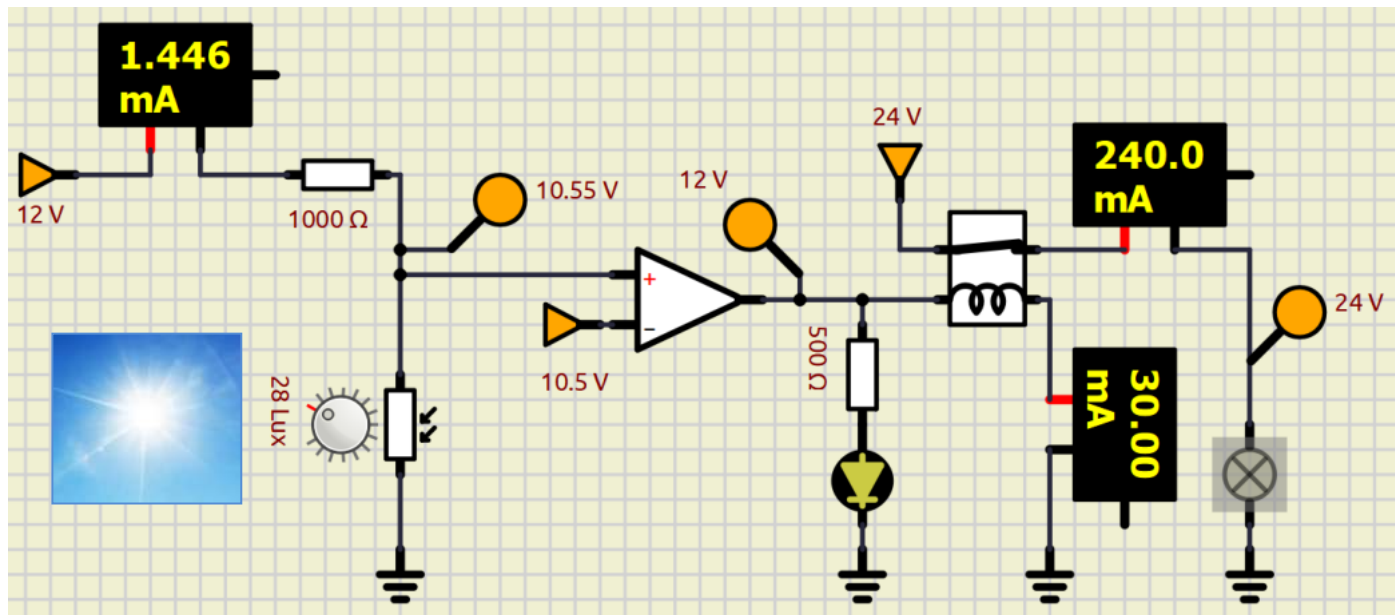 1.446
mA
12 V
1000 Ω
10.55 V
12 V
24 V
240.0
mA
+
−
10.5 V
28 Lux
500 Ω
30.00
mA
24 V